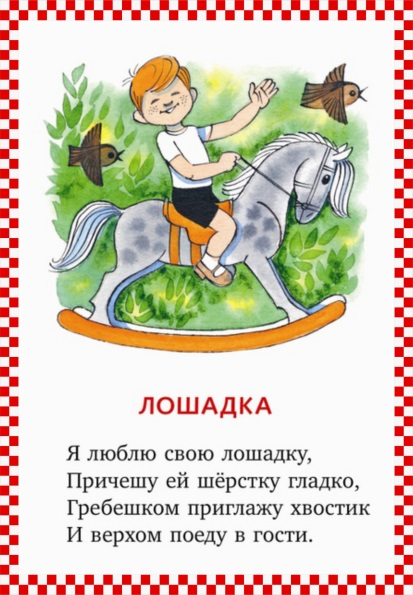 ЛОШАДКА
Я люблю свою лошадку,
Причешу ей шёрстку гладко,
Гребешком приглажу хвостик
И верхом поеду в гости.